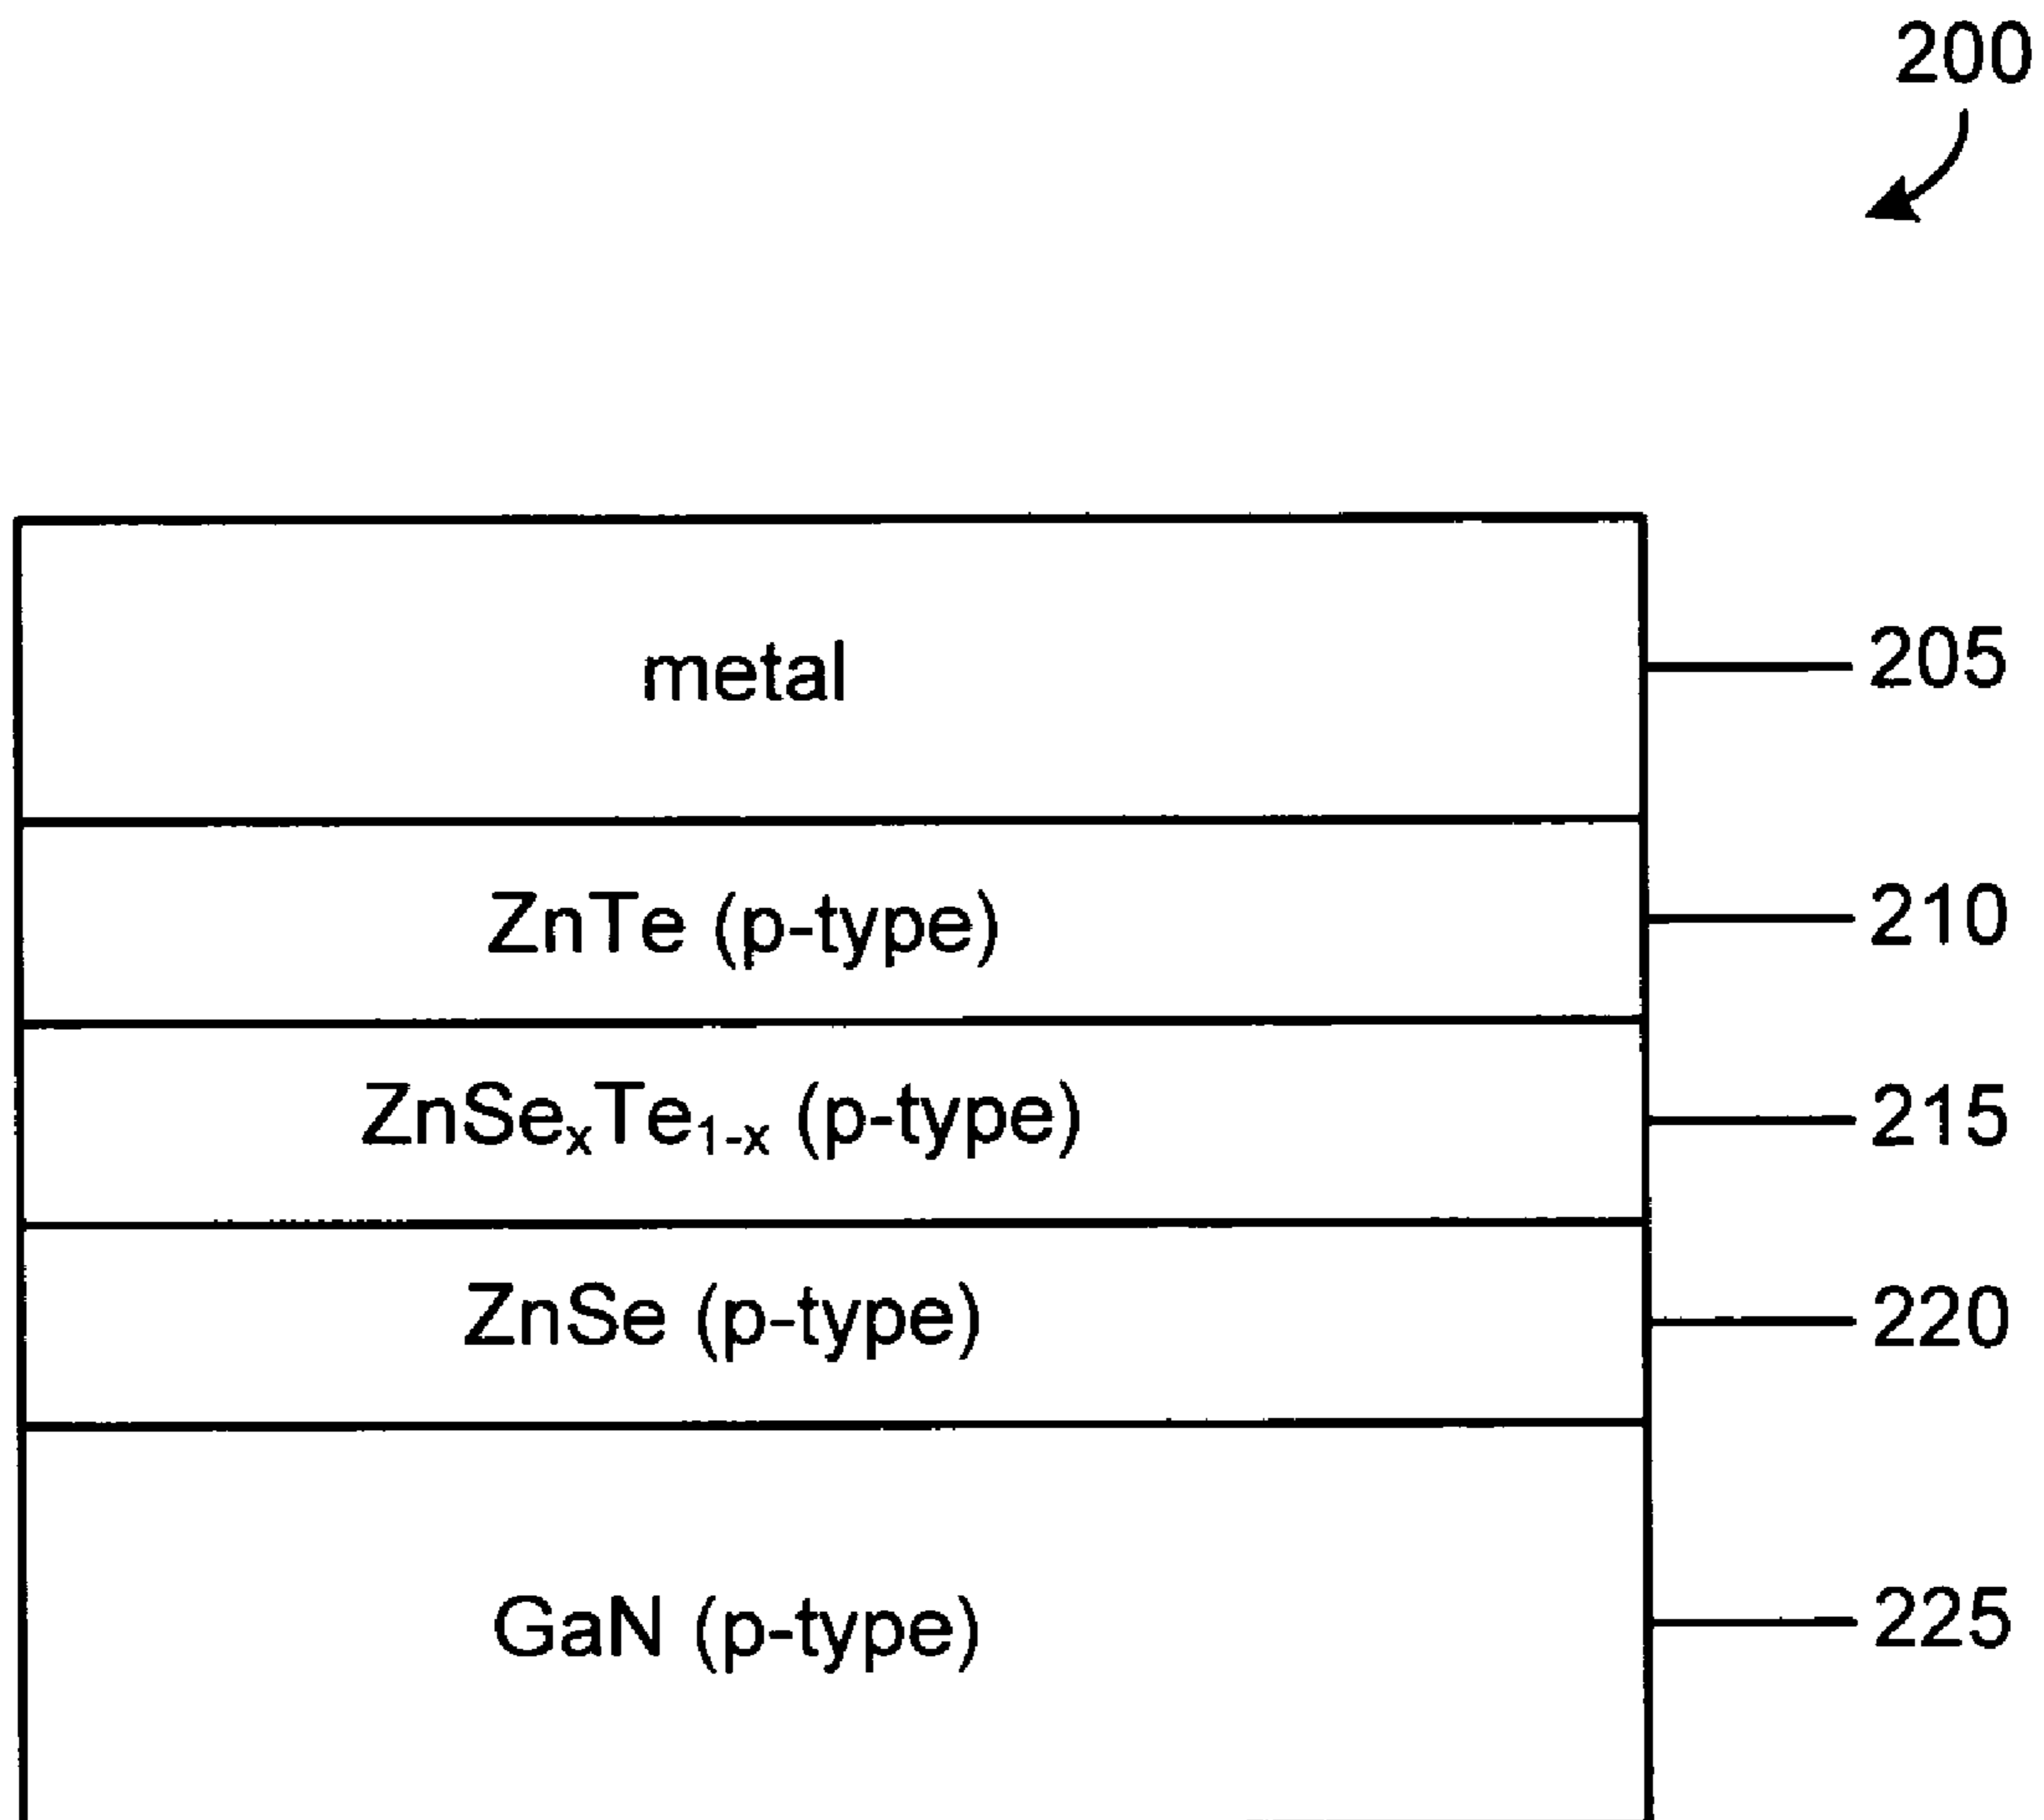 200
metal 205
ZnTe (p-type) 210
ZnSeₓTe₁₋ₓ (p-type) 215
ZnSe (p-type) 220
GaN (p-type) 225